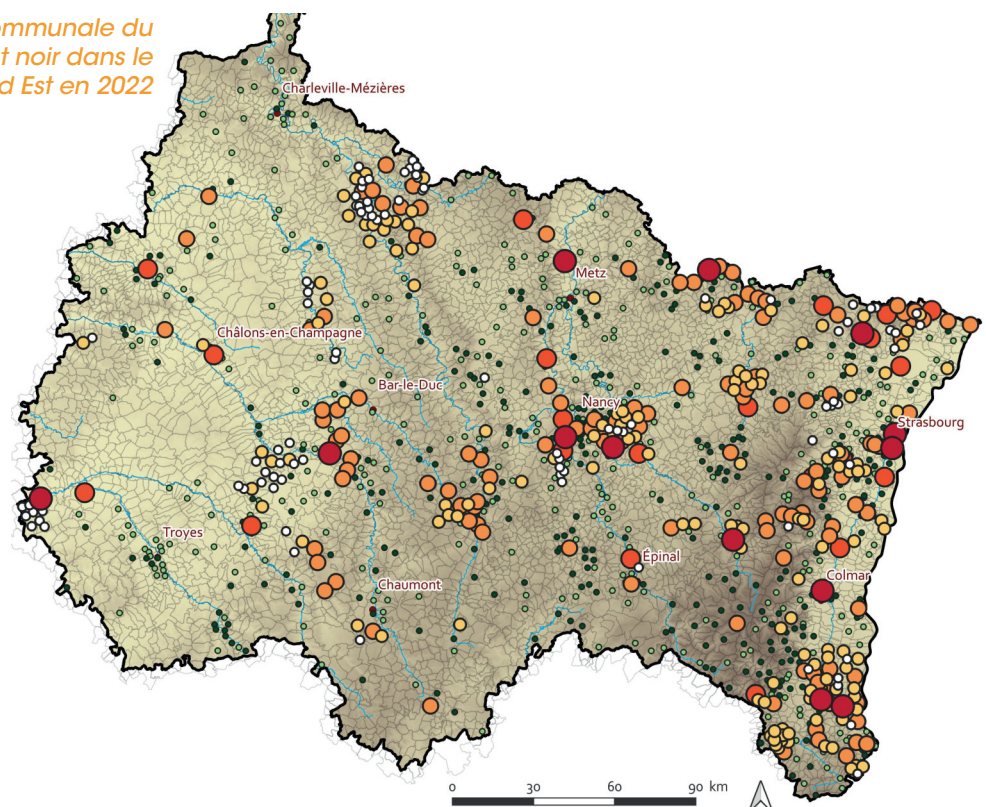 ommunale du
t noir dans le
d Est en 2022
Charleville-Mézières
Metz
Châlons-en-Champagne
Bar-le-Duc
Nancy
Strasbourg
Troyes
Épinal
Colmar
Chaumont
0 30 60 90 km